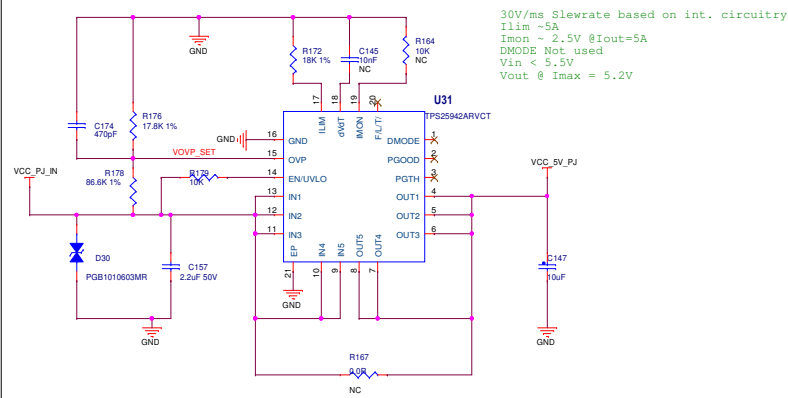 30V/ms Slewrate based on int. circuitry
Ilim ~5A
Imon ~ 2.5V @Iout=5A
DMODE Not used
Vin < 5.5V
Vout @ Imax = 5.2V
GND
R172
18K 1%
C145
10nF
NC
R164
10K
NC
U31
TPS25942ARVCT
C174
470pF
R176
17.8K 1%
17
18
19
20
ILIM
dVdT
IMON
F/L/T/
GND
16
GND
DMODE
1
VOVP_SET
15
OVP
PGOOD
2
VCC_PJ_IN
R178
86.6K 1%
R179
10K
14
EN/UVLO
PGTH
3
VCC_5V_PJ
13
IN1
OUT1
4
12
IN2
OUT2
5
11
IN3
OUT3
6
EP
IN4
IN5
OUT5
OUT4
21
10
9
8
7
D30
PGB1010603MR
C157
2.2uF 50V
C147
10uF
GND
GND
GND
R167
0.0R
NC